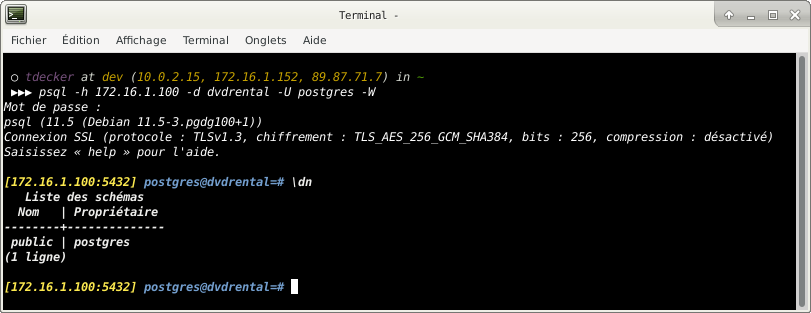 Terminal -
Fichier Édition Affichage Terminal Onglets Aide
○ tdecker at dev (10.0.2.15, 172.16.1.152, 89.87.71.7) in ~
▶▶▶ psql -h 172.16.1.100 -d dvdrental -U postgres -W
Mot de passe :
psql (11.5 (Debian 11.5-3.pgdg100+1))
Connexion SSL (protocole : TLSv1.3, chiffrement : TLS_AES_256_GCM_SHA384, bits : 256, compression : désactivé)
Saisissez « help » pour l'aide.
[172.16.1.100:5432] postgres@dvdrental=# \dn
Liste des schémas
Nom | Propriétaire
--------+--------------
public | postgres
(1 ligne)
[172.16.1.100:5432] postgres@dvdrental=#